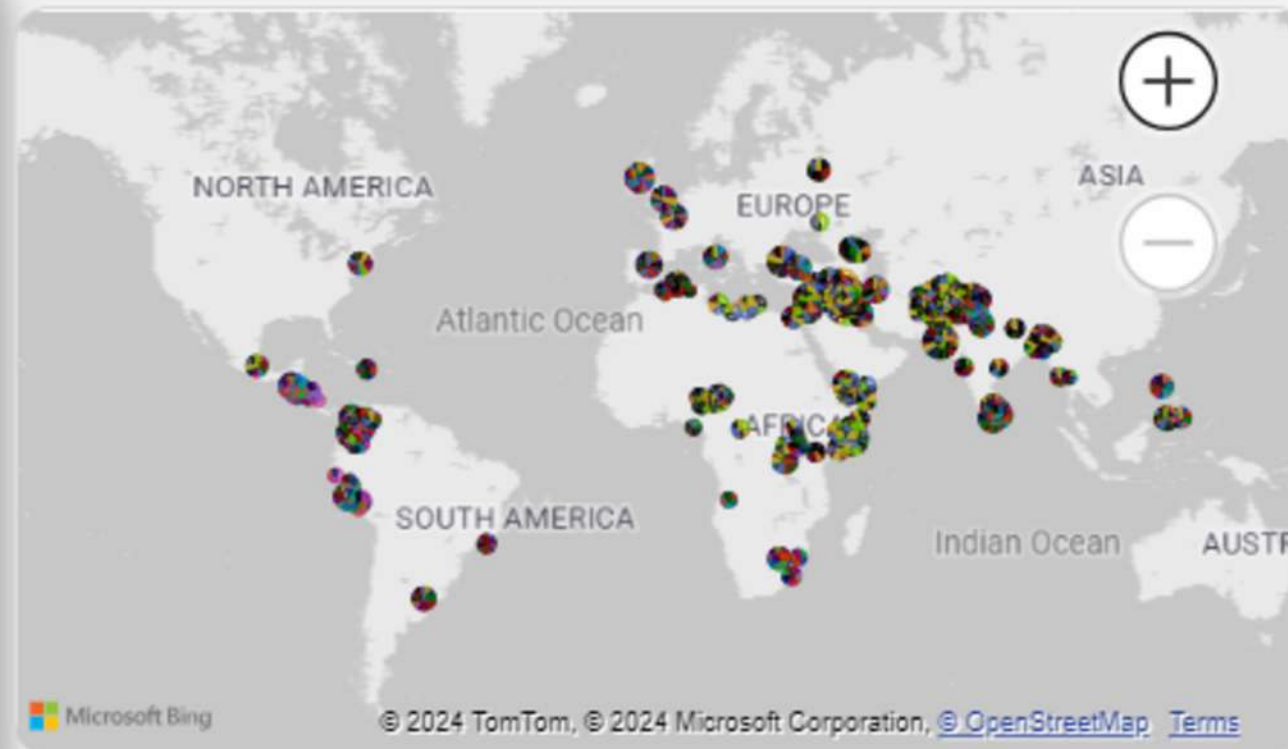 NORTH AMERICA
ASIA
EUROPE
Atlantic Ocean
AFRICA
SOUTH AMERICA
Indian Ocean
AUSTR
Microsoft Bing
© 2024 TomTom, © 2024 Microsoft Corporation, © OpenStreetMap Terms